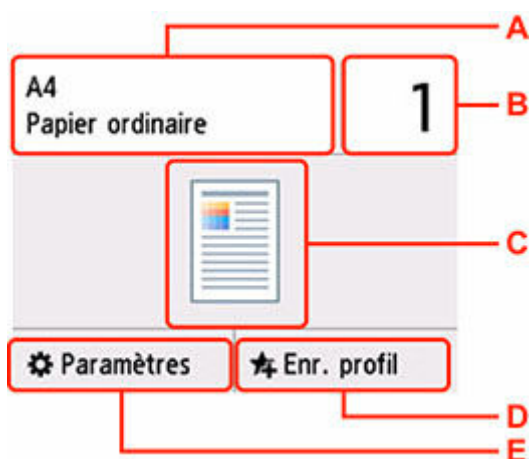 A
A4
Papier ordinaire
1
B
C
Paramètres
Enr. profil
D
E